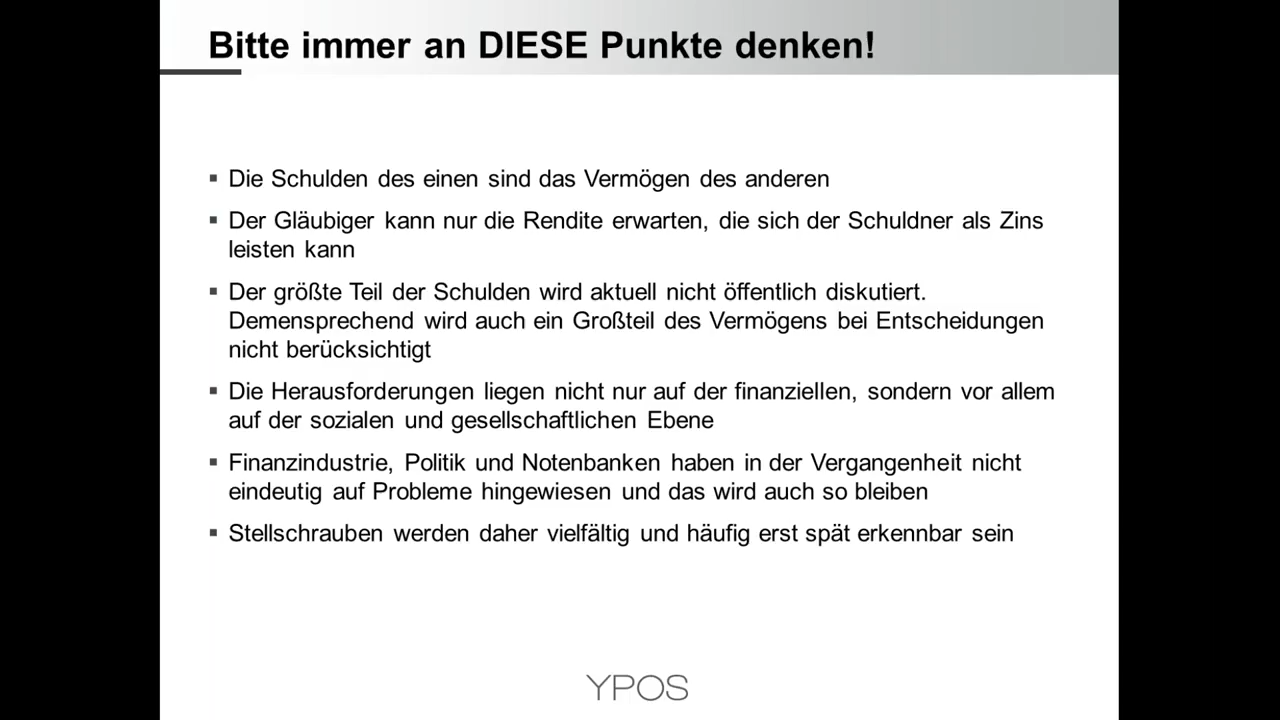 Bitte immer an DIESE Punkte denken!
▪ Die Schulden des einen sind das Vermögen des anderen
▪ Der Gläubiger kann nur die Rendite erwarten, die sich der Schuldner als Zins
leisten kann
▪ Der größte Teil der Schulden wird aktuell nicht öffentlich diskutiert.
Demensprechend wird auch ein Großteil des Vermögens bei Entscheidungen
nicht berücksichtigt
▪ Die Herausforderungen liegen nicht nur auf der finanziellen, sondern vor allem
auf der sozialen und gesellschaftlichen Ebene
▪ Finanzindustrie, Politik und Notenbanken haben in der Vergangenheit nicht
eindeutig auf Probleme hingewiesen und das wird auch so bleiben
▪ Stellschrauben werden daher vielfältig und häufig erst spät erkennbar sein
YPOS